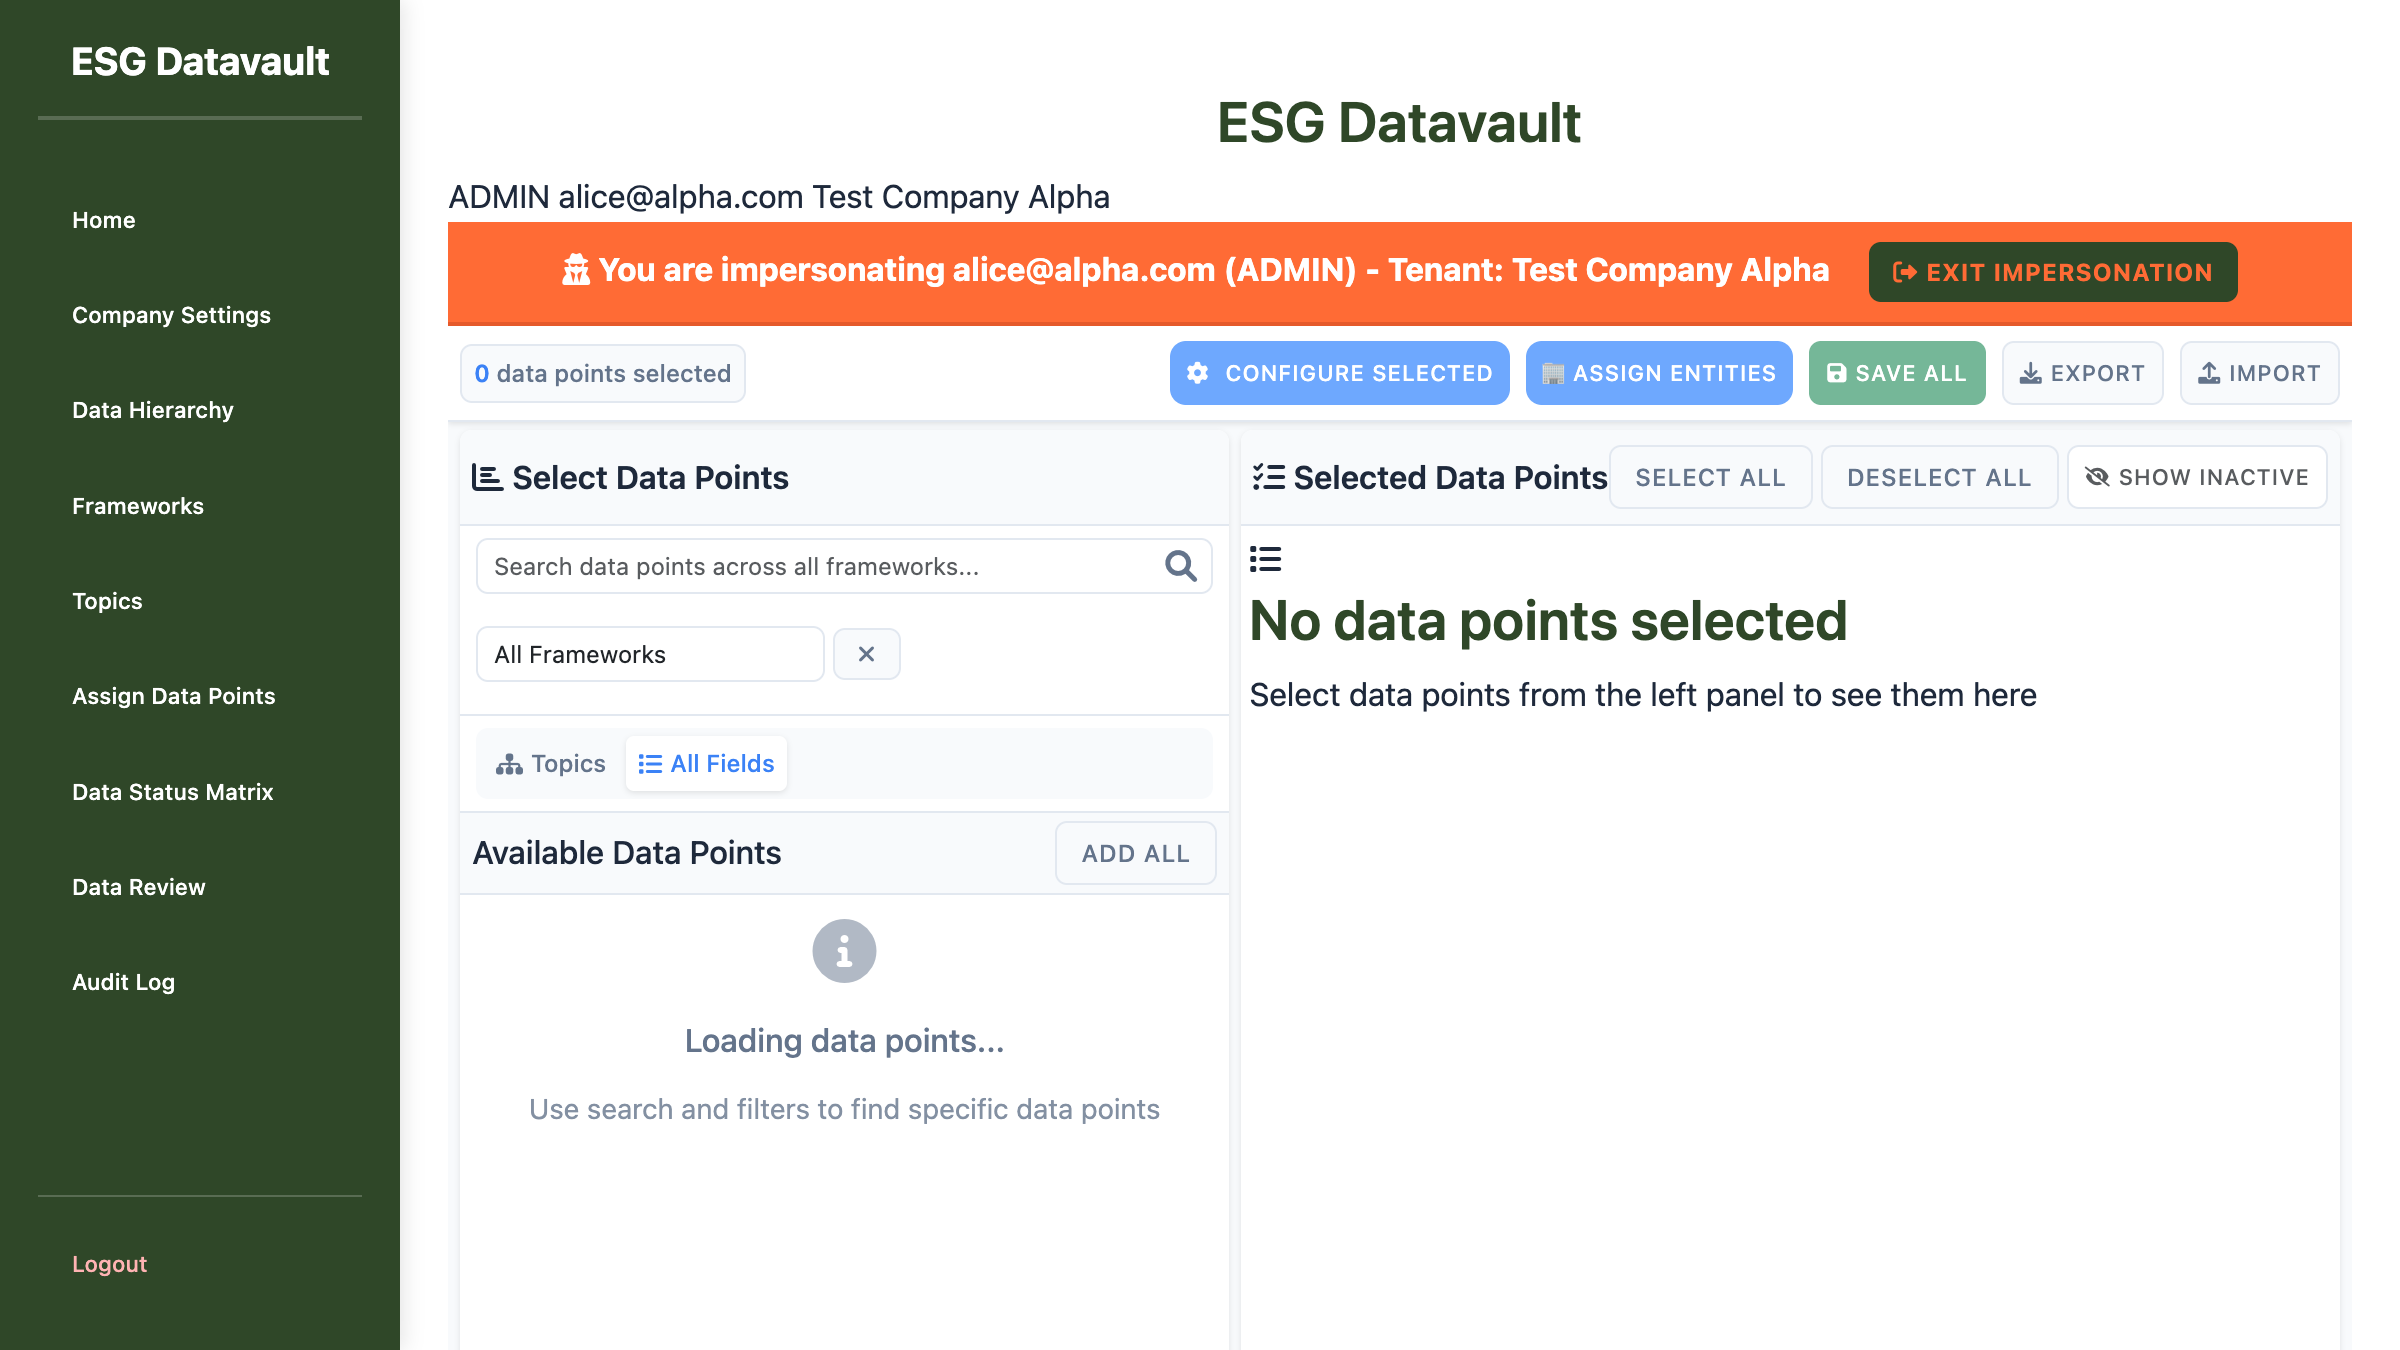 ESG Datavault
Home
Company Settings
Data Hierarchy
Frameworks
Topics
Assign Data Points
Data Status Matrix
Data Review
Audit Log
Logout
ESG Datavault
ADMIN alice@alpha.com Test Company Alpha
You are impersonating alice@alpha.com (ADMIN) - Tenant: Test Company Alpha
EXIT IMPERSONATION
0 data points selected
CONFIGURE SELECTED
ASSIGN ENTITIES
SAVE ALL
EXPORT
IMPORT
Select Data Points
Search data points across all frameworks...
All Frameworks
Topics
All Fields
Available Data Points
ADD ALL
Loading data points...
Use search and filters to find specific data points
Selected Data Points
SELECT ALL
DESELECT ALL
SHOW INACTIVE
No data points selected
Select data points from the left panel to see them here